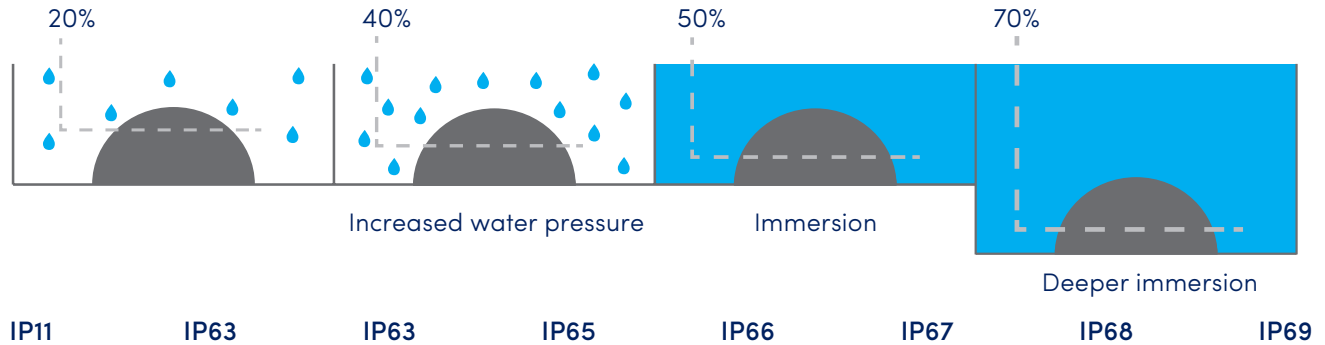 20% 40% 50% 70%
Increased water pressure Immersion
Deeper immersion
IP11 IP63 IP63 IP65 IP66 IP67 IP68 IP69